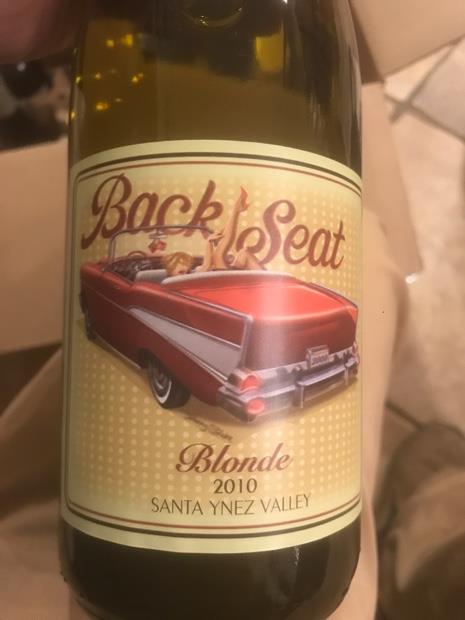 Back Seat
Blonde
2010
SANTA YNEZ VALLEY